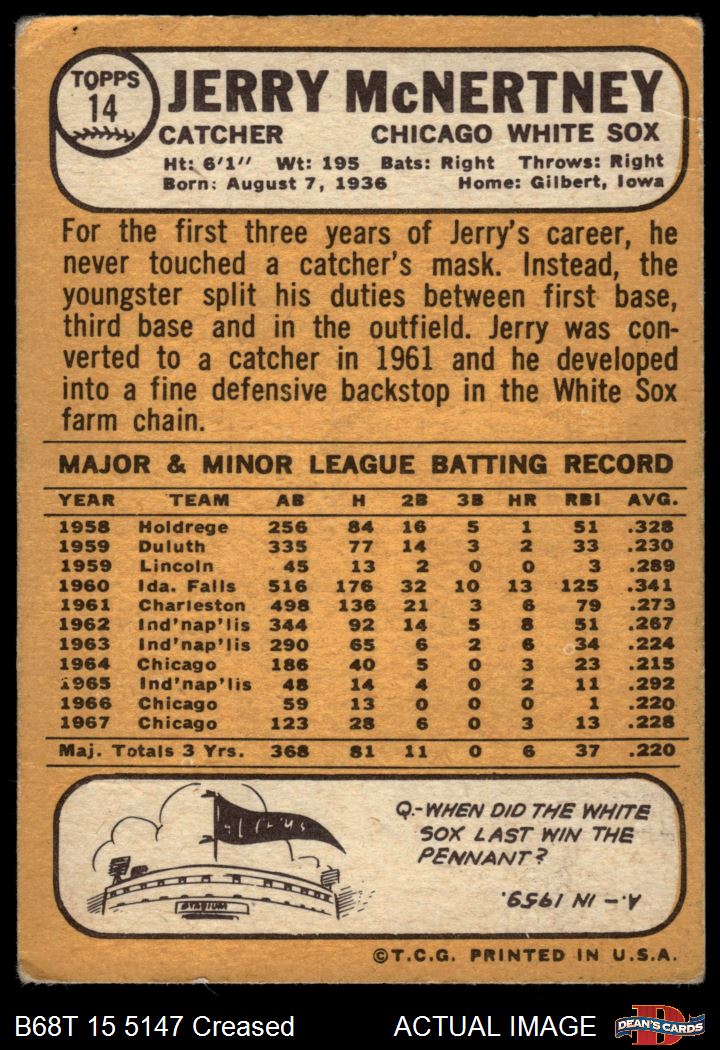 TOPPS
14
JERRY McNERTNEY
CATCHER CHICAGO WHITE SOX
Ht: 6'1" Wt: 195 Bats: Right Throws: Right
Born: August 7, 1936 Home: Gilbert, Iowa
For the first three years of Jerry's career, he
never touched a catcher's mask. Instead, the
youngster split his duties between first base,
third base and in the outfield. Jerry was con-
verted to a catcher in 1961 and he developed
into a fine defensive backstop in the White Sox
farm chain.
MAJOR & MINOR LEAGUE BATTING RECORD
YEAR TEAM AB H 2B 3B HR RBI AVG.
1958 Holdrege 256 84 16 5 1 51 .328
1959 Duluth 335 77 14 3 2 33 .230
1959 Lincoln 45 13 2 0 0 3 .289
1960 Ida. Falls 516 176 32 10 13 125 .341
1961 Charleston 498 136 21 3 6 79 .273
1962 Ind'nap'lis 344 92 14 5 8 51 .267
1963 Ind'nap'lis 290 65 6 2 6 34 .224
1964 Chicago 186 40 5 0 3 23 .215
1965 Ind'nap'lis 48 14 4 0 2 11 .292
1966 Chicago 59 13 0 0 0 1 .220
1967 Chicago 123 28 6 0 3 13 .228
Maj. Totals 3 Yrs. 368 81 11 0 6 37 .220
STADIUM
Q.-WHEN DID THE WHITE
SOX LAST WIN THE
PENNANT?
A.- IN 1959.
©T.C.G. PRINTED IN U.S.A.
B68T 15 5147 Creased ACTUAL IMAGE
D
DEAN'S CARDS